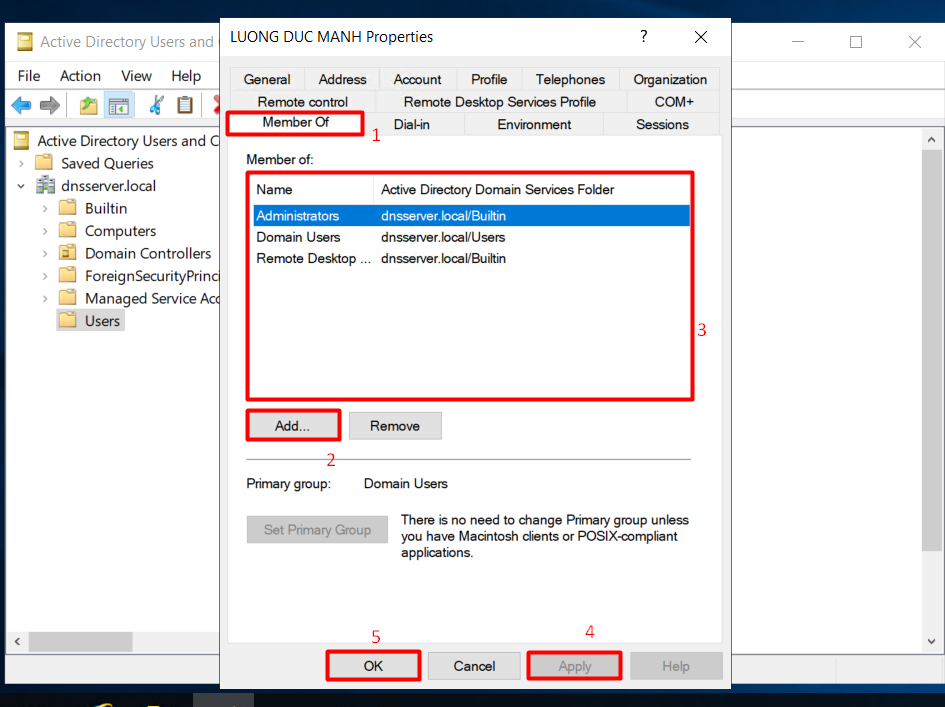 LUONG DUC MANH Properties
?
Active Directory Users and
File Action View Help
Active Directory Users and C
Saved Queries
dnsserver.local
Builtin
Computers
Domain Controllers
ForeignSecurityPrinci
Managed Service Acc
Users
General Address Account Profile Telephones Organization
Remote control Remote Desktop Services Profile COM+
Member Of Dial-in Environment Sessions
1
Member of:
Name Active Directory Domain Services Folder
Administrators dnsserver.local/Builtin
Domain Users dnsserver.local/Users
Remote Desktop ... dnsserver.local/Builtin
3
Add... Remove
2
Primary group: Domain Users
Set Primary Group
There is no need to change Primary group unless
you have Macintosh clients or POSIX-compliant
applications.
5 4
OK Cancel Apply Help